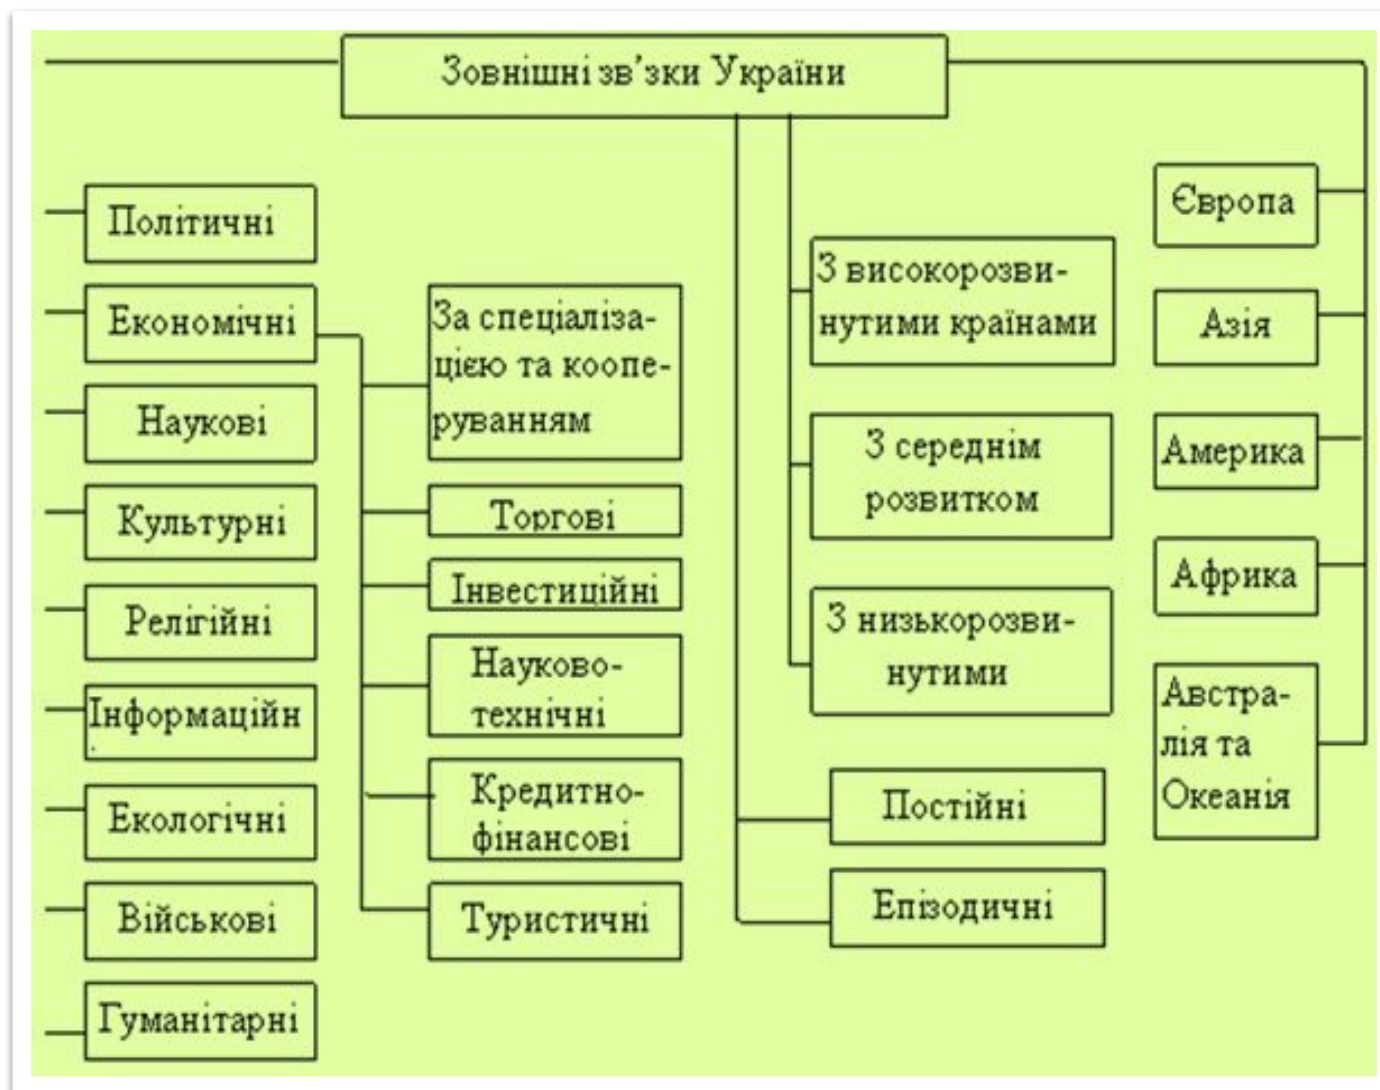 Зовнішні зв’зки України
Політичні
Економічні
Наукові
Культурні
Релігійні
Інформаційн
Екологічні
Військові
Гуманітарні
За спеціаліза-
цією та коопе-
руванням
Торгові
Інвестиційні
Науково-
технічні
Кредитно-
фінансові
Туристичні
З високорозви-
нутими країнами
З середнім
розвитком
З низькорозви-
нутими
Постійні
Епізодичні
Європа
Азія
Америка
Африка
Австра-
лія та
Океанія